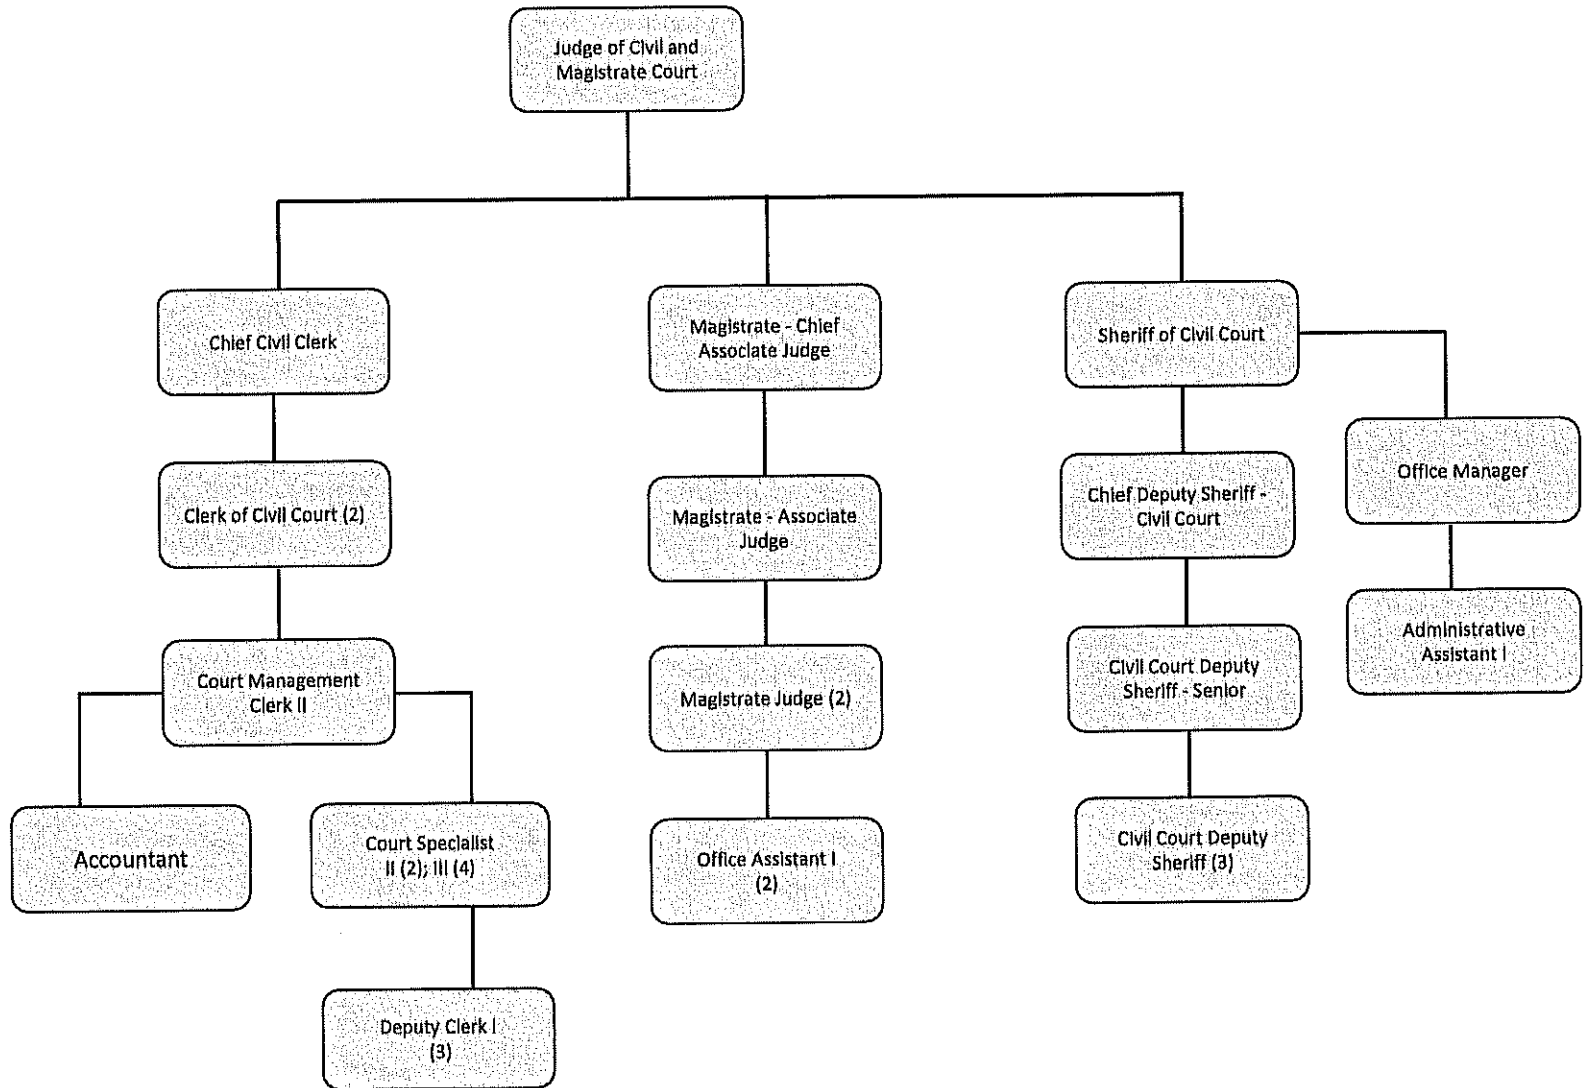 Judge of Civil and
Magistrate Court
Chief Civil Clerk
Magistrate - Chief
Associate Judge
Sheriff of Civil Court
Office Manager
Clerk of Civil Court (2)
Magistrate - Associate
Judge
Chief Deputy Sheriff -
Civil Court
Administrative
Assistant I
Court Management
Clerk II
Magistrate Judge (2)
Civil Court Deputy
Sheriff - Senior
Accountant
Court Specialist
II (2); III (4)
Office Assistant I
(2)
Civil Court Deputy
Sheriff (3)
Deputy Clerk I
(3)